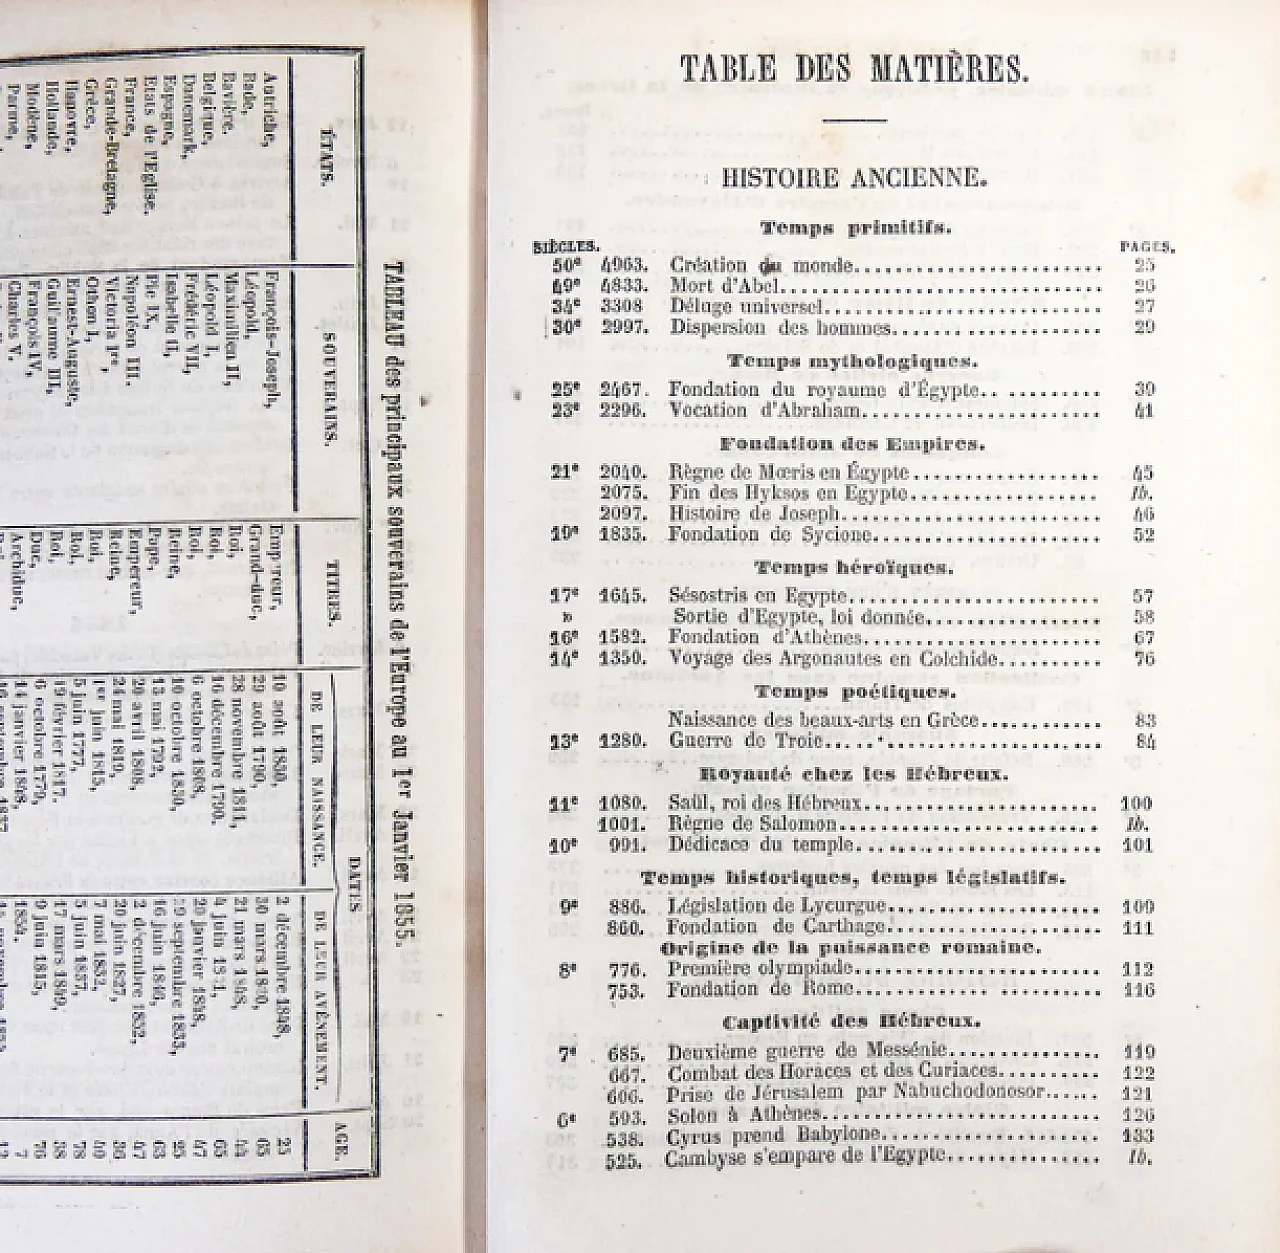 TABLEAU des principaux souverains de l'Europe au 1er Janvier 1855.
ÉTATS. SOUVERAINS. TITRES. DATES AGE.
DE LEUR NAISSANCE. DE LEUR AVÉNEMENT.
Autriche, François-Joseph, Empereur, 10 août 1830, 2 décembre 1848, 25
Bade, Léopold, Grand-duc, 29 août 1790, 30 mars 1830, 65
Bavière, Maximilien II, Roi, 28 novembre 1811, 21 mars 1848, 44
Belgique, Léopold I, Roi, 16 décembre 1790. 4 juin 1831, 65
Danemark, Frédéric VII, Roi, 6 octobre 1808, 20 janvier 1848, 47
Espagne, Isabelle II, Reine, 10 octobre 1830, 29 septembre 1833, 25
Etats de l'Eglise. Pie IX, Pape, 13 mai 1792, 16 juin 1846, 63
France, Napoléon III. Empereur, 20 avril 1808, 2 décembre 1852, 47
Grande-Bretagne, Victoria Ire, Reine, 24 mai 1819, 20 juin 1837, 36
Grèce, Othon I, Roi, 1er juin 1815, 7 mai 1832, 40
Hanovre, Ernest-Auguste, Roi, 5 juin 1777, 5 juin 1837, 78
Hollande, Guillaume III, Roi, 19 février 1817. 17 mars 1849, 38
Modène, François IV, Duc, 6 octobre 1779, 9 juin 1815, 76
Parme, Charles V. Archiduc, 14 janvier 1848, 1854. 7
TABLE DES MATIÈRES.
HISTOIRE ANCIENNE.
Temps primitifs.
SIÈCLES. PAGES.
50e 4963. Création du monde........................ 25
49e 4833. Mort d'Abel.............................. 26
34e 3308 Déluge universel.......................... 27
30e 2997. Dispersion des hommes.................... 29
Temps mythologiques.
25e 2467. Fondation du royaume d'Égypte.. ......... 39
23e 2296. Vocation d'Abraham....................... 41
Fondation des Empires.
21e 2040. Règne de Mœris en Égypte................. 45
2075. Fin des Hyksos en Egypte................. Ib.
2097. Histoire de Joseph....................... 46
19e 1835. Fondation de Sycione..................... 52
Temps héroïques.
17e 1645. Sésostris en Egypte...................... 57
» Sortie d'Egypte, loi donnée.............. 58
16e 1582. Fondation d'Athènes...................... 67
14e 1350. Voyage des Argonautes en Colchide........ 76
Temps poétiques.
Naissance des beaux-arts en Grèce.......... 83
13e 1280. Guerre de Troie.......................... 84
Royauté chez les Hébreux.
11e 1080. Saül, roi des Hébreux.................... 100
1001. Règne de Salomon......................... Ib.
10e 991. Dédicace du temple....................... 101
Temps historiques, temps législatifs.
9e 886. Législation de Lycurgue................... 109
860. Fondation de Carthage.................... 111
Origine de la puissance romaine.
8e 776. Première olympiade........................ 112
753. Fondation de Rome........................ 116
Captivité des Hébreux.
7e 685. Deuxième guerre de Messénie............... 119
667. Combat des Horaces et des Curiaces......... 122
606. Prise de Jérusalem par Nabuchodonosor...... 121
6e 593. Solon à Athènes........................... 126
538. Cyrus prend Babylone..................... 133
525. Cambyse s'empare de l'Egypte............... Ib.